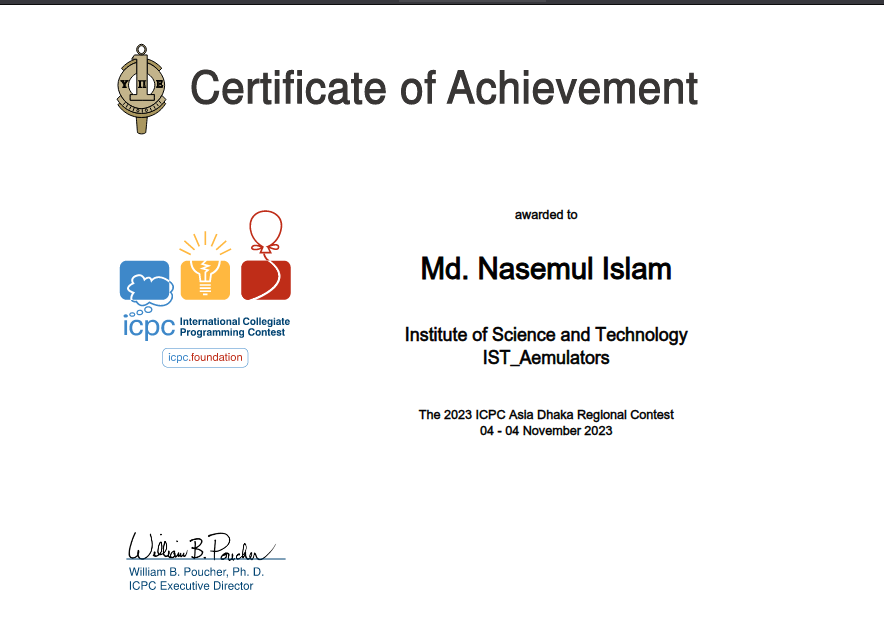 Υ Π Ε
Certificate of Achievement
awarded to
Md. Nasemul Islam
Institute of Science and Technology
IST_Aemulators
The 2023 ICPC Asia Dhaka Regional Contest
04 - 04 November 2023
icpc International Collegiate
Programming Contest
icpc.foundation
William B. Poucher
William B. Poucher, Ph. D.
ICPC Executive Director